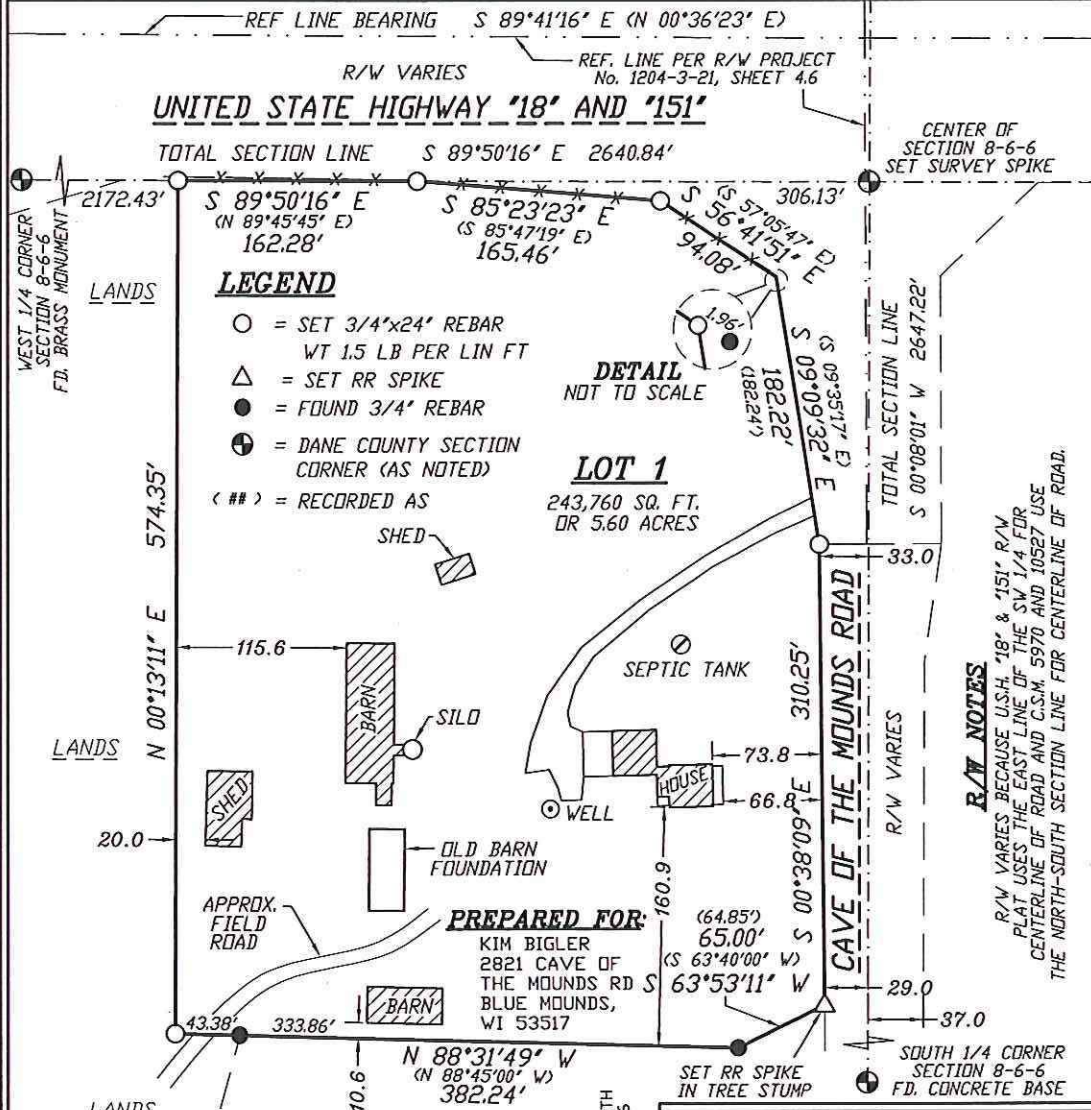 REF LINE BEARING S 89°41'16" E (N 00°36'23" E)
REF. LINE PER R/W PROJECT
No. 1204-3-21, SHEET 4.6
R/W VARIES
UNITED STATE HIGHWAY "18" AND "151"
TOTAL SECTION LINE S 89°50'16" E 2640.84'
CENTER OF
SECTION 8-6-6
SET SURVEY SPIKE
2172.43'
306.13'
S 89°50'16" E
(N 89°45'45" E)
162.28'
S 85°23'23" E
(S 85°47'19" E)
165.46'
(S 57°05'47" E)
S 56°41'51" E
94.08'
WEST 1/4 CORNER
SECTION 8-6-6
FD. BRASS MONUMENT
LANDS
LEGEND
= SET 3/4"x24" REBAR
WT 1.5 LB PER LIN FT
= SET RR SPIKE
= FOUND 3/4" REBAR
= DANE COUNTY SECTION
CORNER (AS NOTED)
( ## ) = RECORDED AS
1.96'
DETAIL
NOT TO SCALE
(S 09°35'17" E)
S 09°09'32" E
182.22'
(182.24')
TOTAL SECTION LINE
S 00°08'01" W 2647.22'
LOT 1
243,760 SQ. FT.
OR 5.60 ACRES
SHED
33.0
N 00°13'11" E 574.35'
115.6
BARN
SILO
SEPTIC TANK
73.8
HOUSE
66.8
WELL
LANDS
SHED
20.0
OLD BARN
FOUNDATION
160.9
S 00°38'09" E 310.25'
CAVE OF THE MOUNDS ROAD
R/W VARIES
R/W NOTES
R/W VARIES BECAUSE U.S.H. "18" & "151" R/W
PLAT USES THE EAST LINE OF THE SW 1/4 FOR
CENTERLINE OF ROAD AND C.S.M. 5970 AND 10527 USE
THE NORTH-SOUTH SECTION LINE FOR CENTERLINE OF ROAD.
APPROX.
FIELD
ROAD
PREPARED FOR:
KIM BIGLER
2821 CAVE OF
THE MOUNDS RD
BLUE MOUNDS,
WI 53517
(64.85')
65.00'
(S 63°40'00" W)
S 63°53'11" W
29.0
37.0
BARN
43.38'
333.86'
N 88°31'49" W
(N 88°45'00" W)
382.24'
10.6
SET RR SPIKE
IN TREE STUMP
SOUTH 1/4 CORNER
SECTION 8-6-6
FD. CONCRETE BASE
LANDS